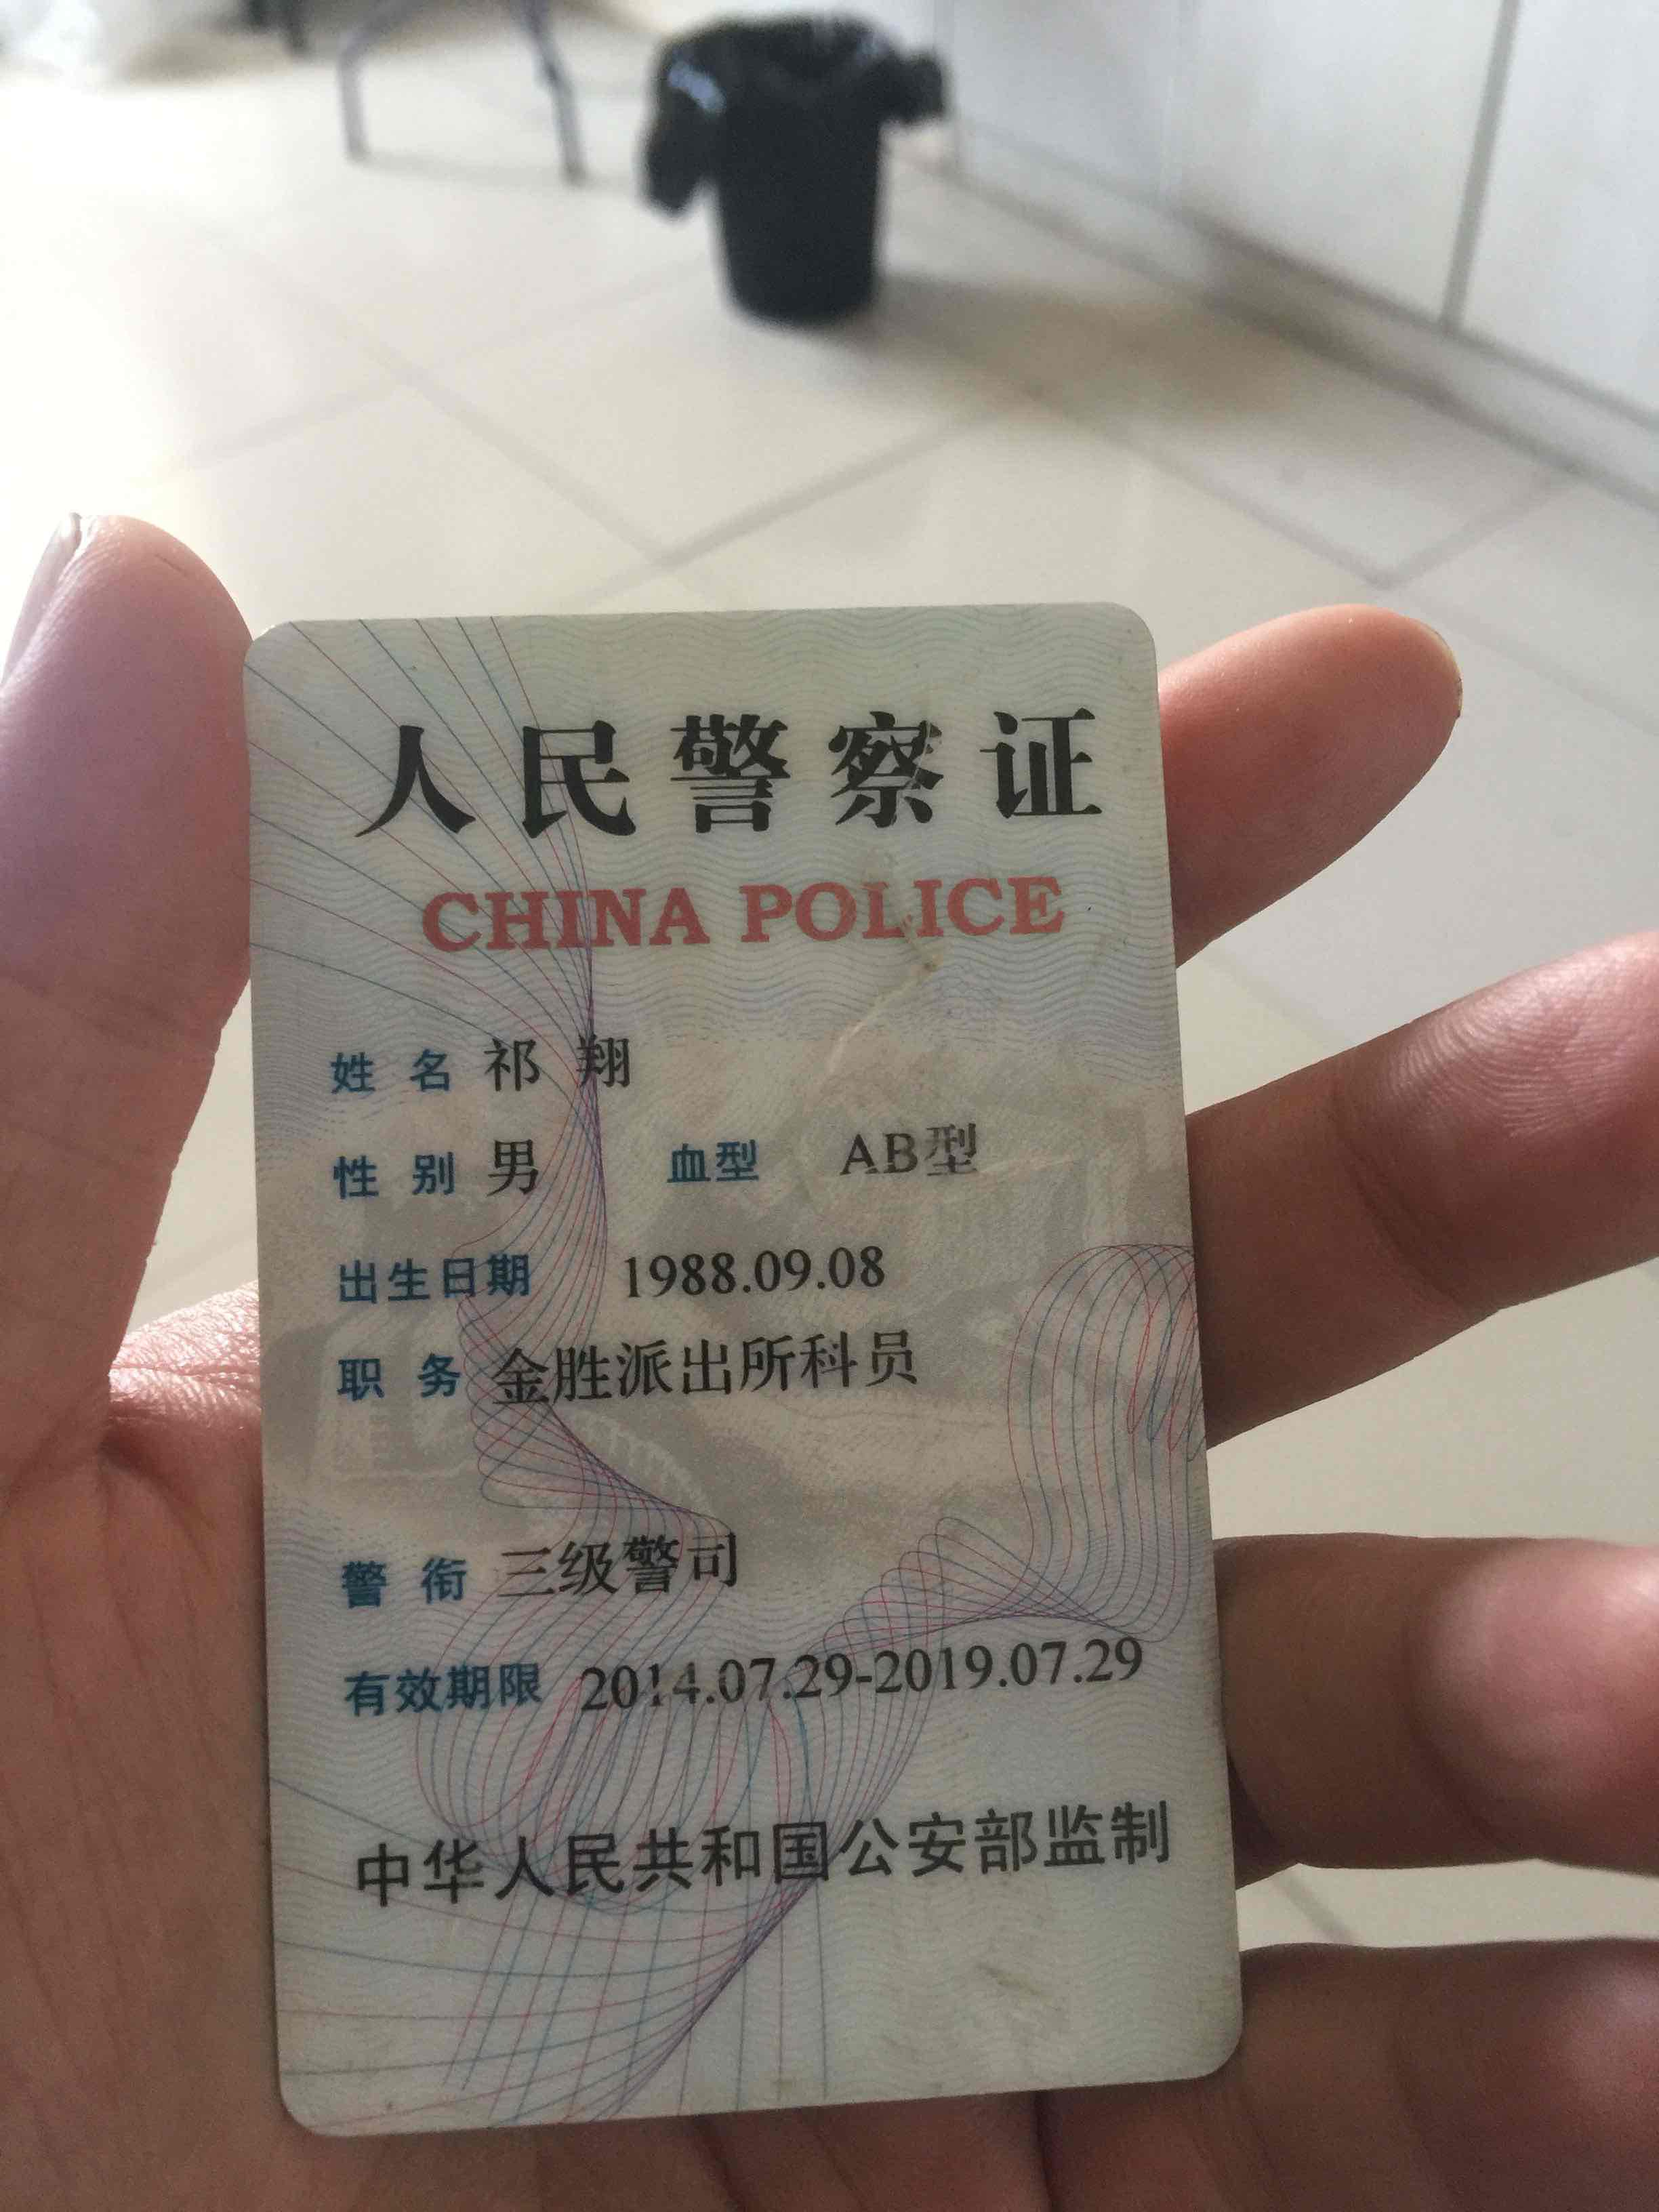 人民警察证
CHINA POLICE
姓名 祁翔
性别 男 血型 AB型
出生日期 1988.09.08
职务 金胜派出所科员
警衔 三级警司
有效期限 2014.07.29-2019.07.29
中华人民共和国公安部监制